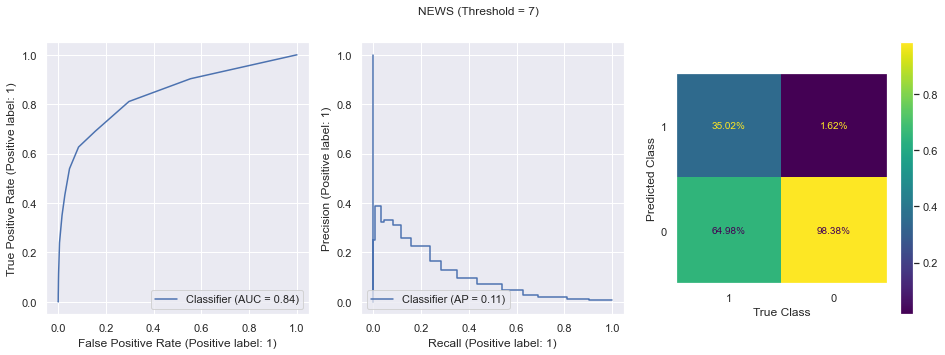 NEWS (Threshold = 7)
True Positive Rate (Positive label: 1)
1.0
0.8
0.6
0.4
0.2
0.0
Classifier (AUC = 0.84)
0.0 0.2 0.4 0.6 0.8 1.0
False Positive Rate (Positive label: 1)
Precision (Positive label: 1)
1.0
0.8
0.6
0.4
0.2
0.0
Classifier (AP = 0.11)
0.0 0.2 0.4 0.6 0.8 1.0
Recall (Positive label: 1)
Predicted Class
1
0
35.02% 1.62%
64.98% 98.38%
1 0
True Class
0.8
0.6
0.4
0.2